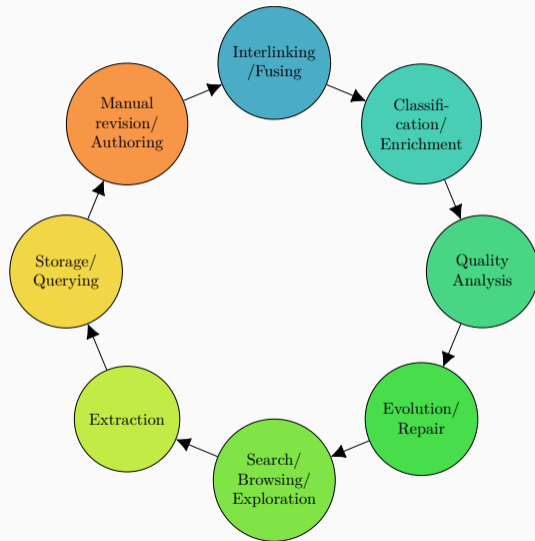 Interlinking
/Fusing
Classifi-
cation/
Enrichment
Quality
Analysis
Evolution/
Repair
Search/
Browsing/
Exploration
Extraction
Storage/
Querying
Manual
revision/
Authoring